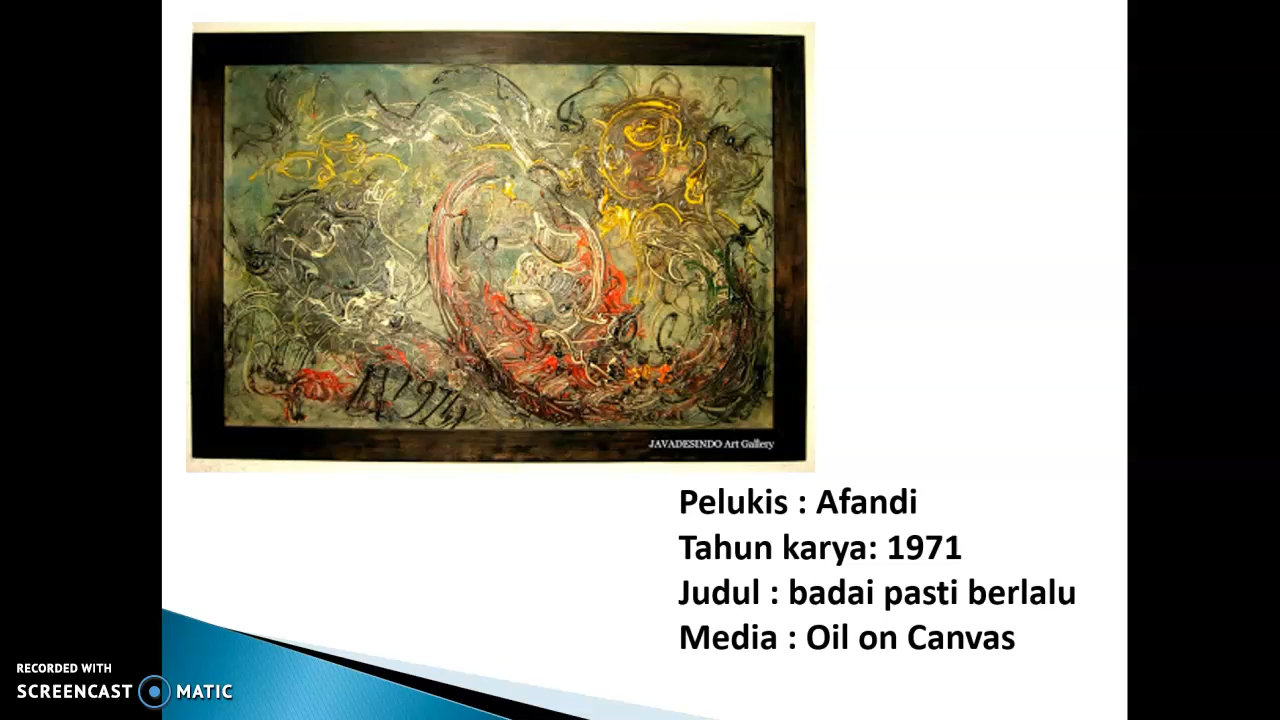 JAVADESINDO Art Gallery
Pelukis : Afandi
Tahun karya: 1971
Judul : badai pasti berlalu
Media : Oil on Canvas
RECORDED WITH
SCREENCAST MATIC